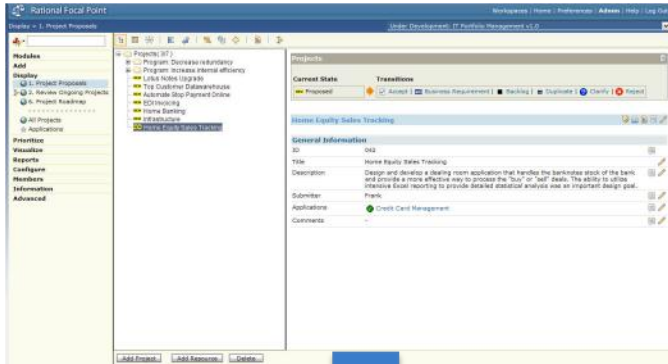 Rational Focal Point
Workspaces | Home | Preferences | Admin | Help | Log Out
Display > 1. Project Proposals
Under Development: IT Portfolio Management v1.0
Modules
Add
Display
1. Project Proposals
2. Review Ongoing Projects
6. Project Roadmap
All Projects
Applications
Prioritize
Visualize
Reports
Configure
Members
Information
Advanced
Program: Decrease redundancy
Program: Increase internal efficiency
Lotus Notes Upgrade
Top Customer Datawarehouse
Automate Stop Payment Online
EDI Invoicing
Home Banking
Infrastructure
Home Equity Sales Tracking
Projects
Current State
Transitions
Proposed
Accept | Business Requirement | Backlog | Duplicate | Clarify | Reject
Home Equity Sales Tracking
General Information
ID
042
Title
Home Equity Sales Tracking
Description
Design and develop a dealing room application that handles the banknotes stock of the bank
and provide a more effective way to process the "buy" or "sell" deals. The ability to utilize
intensive Excel reporting to provide detailed statistical analysis was an important design goal.
Submitter
Frank
Applications
Credit Card Management
Comments
-
Add Project
Add Resource
Delete